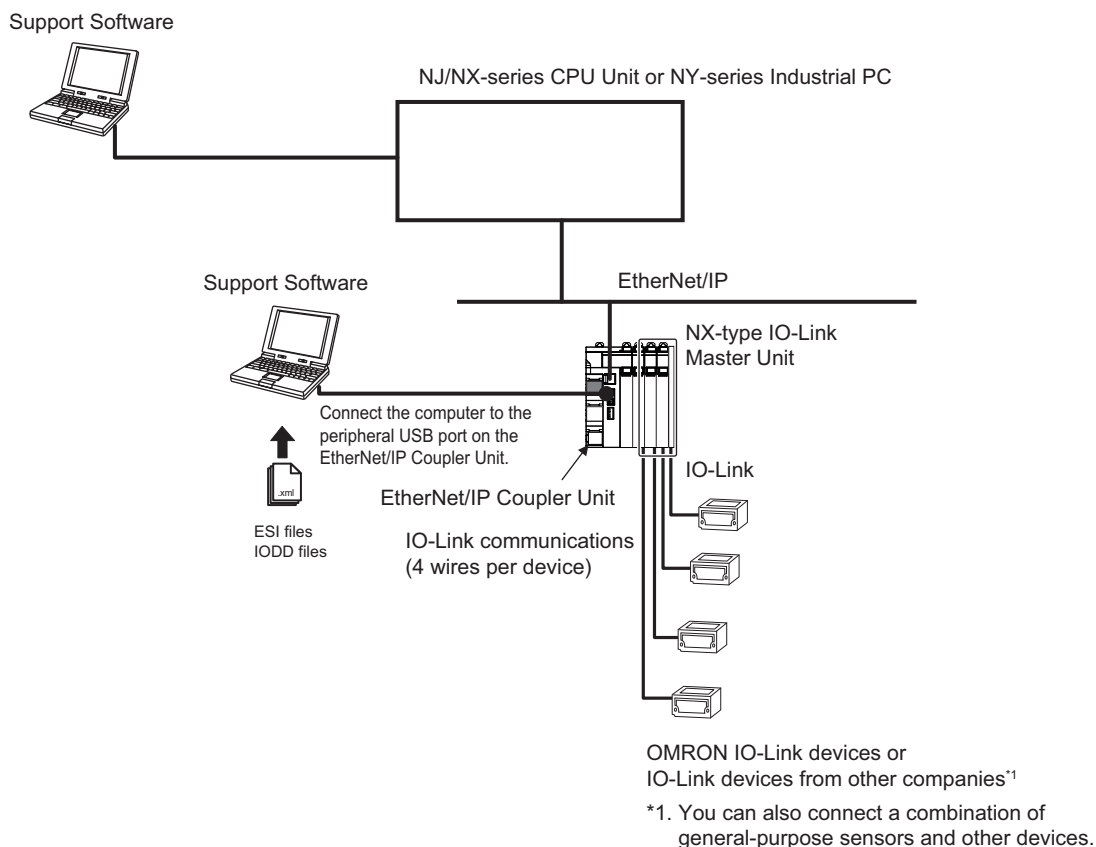 Support Software
NJ/NX-series CPU Unit or NY-series Industrial PC
Support Software
EtherNet/IP
NX-type IO-Link
Master Unit
Connect the computer to the
peripheral USB port on the
EtherNet/IP Coupler Unit.
.xml
ESI files
IODD files
EtherNet/IP Coupler Unit
IO-Link
IO-Link communications
(4 wires per device)
OMRON IO-Link devices or
IO-Link devices from other companies*1
*1. You can also connect a combination of
general-purpose sensors and other devices.